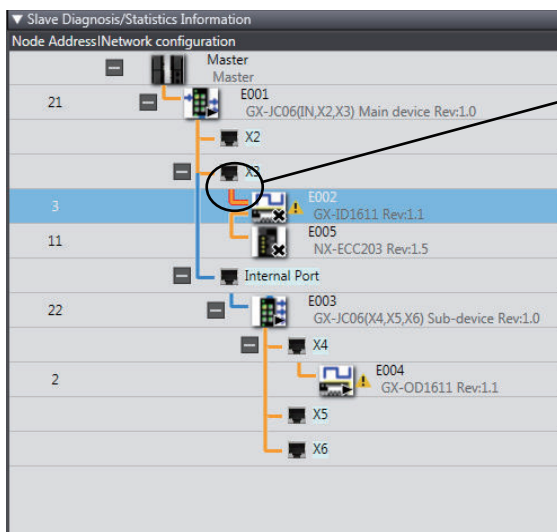 ▼ Slave Diagnosis/Statistics Information
Node Address|Network configuration
Master
Master
21
E001
GX-JC06(IN,X2,X3) Main device Rev:1.0
X2
X3
3
E002
GX-ID1611 Rev:1.1
11
E005
NX-ECC203 Rev:1.5
Internal Port
22
E003
GX-JC06(X4,X5,X6) Sub-device Rev:1.0
X4
2
E004
GX-OD1611 Rev:1.1
X5
X6